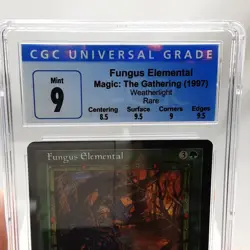 CGC UNIVERSAL GRADE
Mint
9
Fungus Elemental
Magic: The Gathering (1997)
Weatherlight
Rare
Centering Surface Corners Edges
8.5 9.5 9 9.5
Fungus Elemental 3